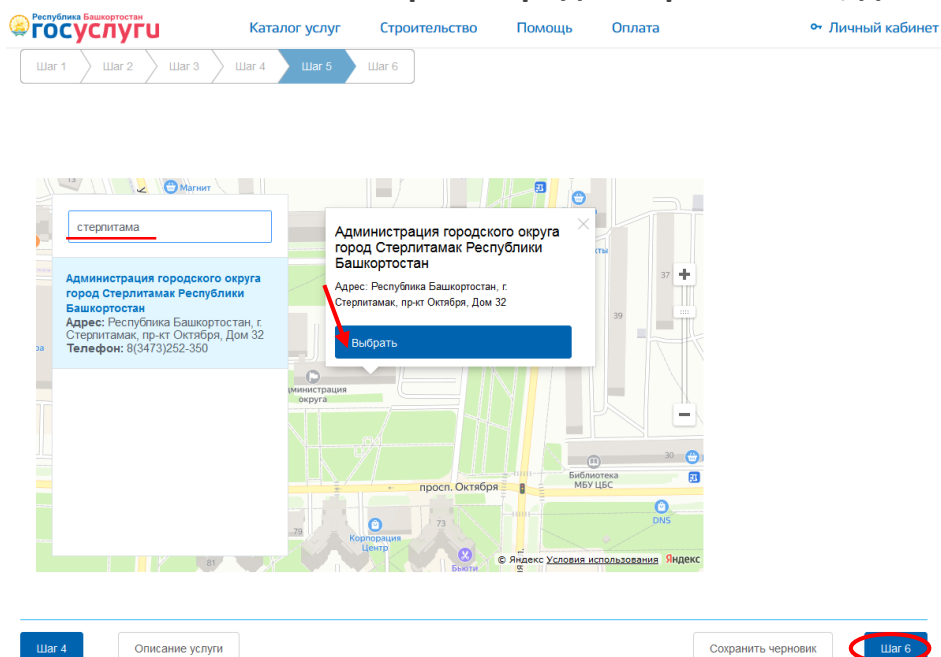 Республика Башкортостан
госуслуги
Каталог услуг
Строительство
Помощь
Оплата
Личный кабинет
Шаг 1
Шаг 2
Шаг 3
Шаг 4
Шаг 5
Шаг 6
13
Магнит
стерлитама
Администрация городского округа
город Стерлитамак Республики
Башкортостан
Адрес: Республика Башкортостан, г.
Стерлитамак, пр-кт Октября, Дом 32
Телефон: 8(3473)252-350
Администрация городского округа
город Стерлитамак Республики
Башкортостан
Адрес: Республика Башкортостан, г.
Стерлитамак, пр-кт Октября, Дом 32
Выбрать
37
39
министрация
округа
30
Библиотека
МБУ ЦБС
просп. Октября
DNS
79
73
Корпорация
Центр
Бьюти
81
© Яндекс Условия использования Яндекс
Шаг 4
Описание услуги
Сохранить черновик
Шаг 6